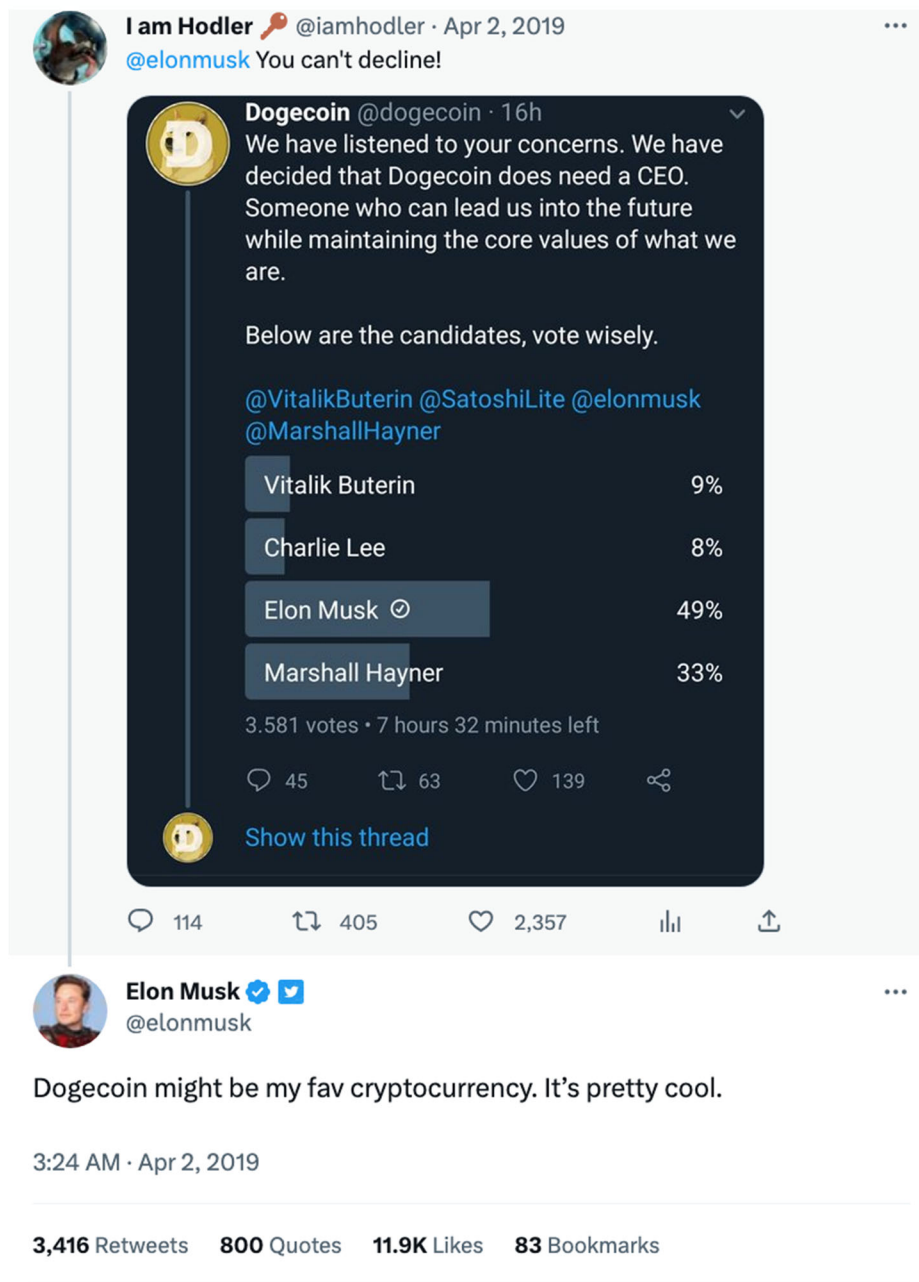 I am Hodler 🔑 @iamhodler · Apr 2, 2019
@elonmusk You can't decline!
Dogecoin @dogecoin · 16h
We have listened to your concerns. We have
decided that Dogecoin does need a CEO.
Someone who can lead us into the future
while maintaining the core values of what we
are.
Below are the candidates, vote wisely.
@VitalikButerin @SatoshiLite @elonmusk
@MarshallHayner
Vitalik Buterin 9%
Charlie Lee 8%
Elon Musk 49%
Marshall Hayner 33%
3.581 votes • 7 hours 32 minutes left
45 63 139
Show this thread
114 405 2,357
Elon Musk
@elonmusk
Dogecoin might be my fav cryptocurrency. It’s pretty cool.
3:24 AM · Apr 2, 2019
3,416 Retweets 800 Quotes 11.9K Likes 83 Bookmarks